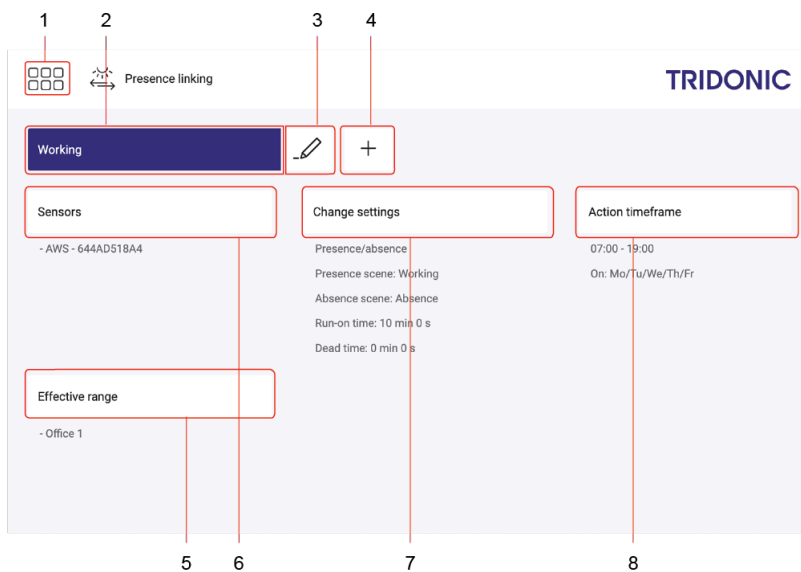 1 2 3 4
Presence linking
TRIDONIC
Working
Sensors
Change settings
Action timeframe
- AWS - 644AD518A4
Presence/absence
07:00 - 19:00
Presence scene: Working
On: Mo/Tu/We/Th/Fr
Absence scene: Absence
Run-on time: 10 min 0 s
Dead time: 0 min 0 s
Effective range
- Office 1
5 6 7 8